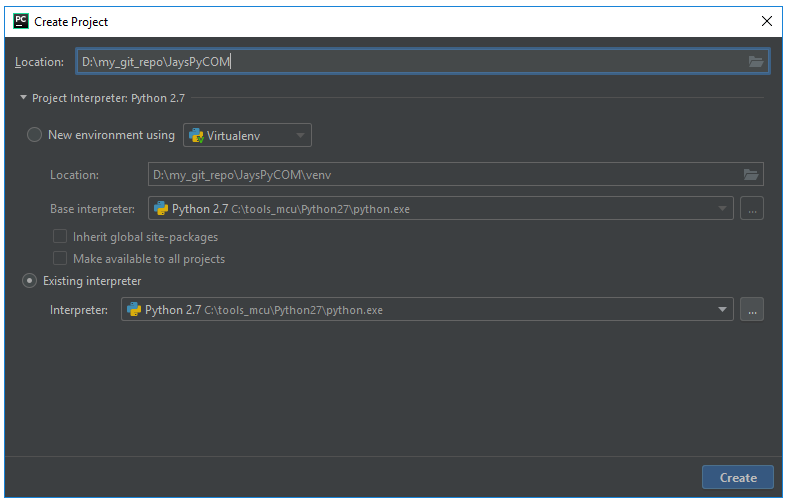 PC Create Project
Location: D:\my_git_repo\JaysPyCOM
Project Interpreter: Python 2.7
New environment using Virtualenv
Location: D:\my_git_repo\JaysPyCOM\venv
Base interpreter: Python 2.7 C:\tools_mcu\Python27\python.exe ...
Inherit global site-packages
Make available to all projects
Existing interpreter
Interpreter: Python 2.7 C:\tools_mcu\Python27\python.exe ...
Create